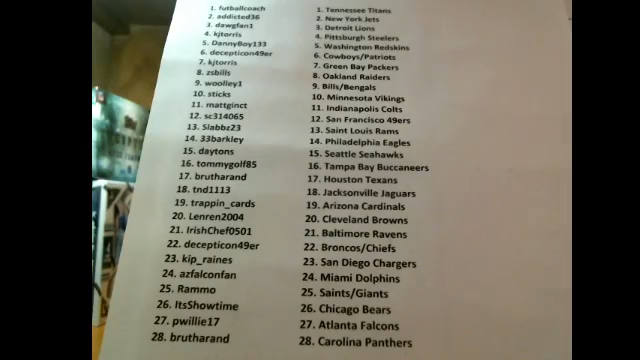 1. futballcoach 1. Tennessee Titans
2. addicted36 2. New York Jets
3. dawgfan1 3. Detroit Lions
4. kjtorris 4. Pittsburgh Steelers
5. DannyBoy133 5. Washington Redskins
6. decepticon49er 6. Cowboys/Patriots
7. kjtorris 7. Green Bay Packers
8. zsbills 8. Oakland Raiders
9. woolley1 9. Bills/Bengals
10. sticks 10. Minnesota Vikings
11. mattginct 11. Indianapolis Colts
12. sc314065 12. San Francisco 49ers
13. Slabbz23 13. Saint Louis Rams
14. 33barkley 14. Philadelphia Eagles
15. daytons 15. Seattle Seahawks
16. tommygolf85 16. Tampa Bay Buccaneers
17. brutharand 17. Houston Texans
18. tnd1113 18. Jacksonville Jaguars
19. trappin_cards 19. Arizona Cardinals
20. Lenren2004 20. Cleveland Browns
21. IrishChef0501 21. Baltimore Ravens
22. decepticon49er 22. Broncos/Chiefs
23. kip_raines 23. San Diego Chargers
24. azfalconfan 24. Miami Dolphins
25. Rammo 25. Saints/Giants
26. ItsShowtime 26. Chicago Bears
27. pwillie17 27. Atlanta Falcons
28. brutharand 28. Carolina Panthers